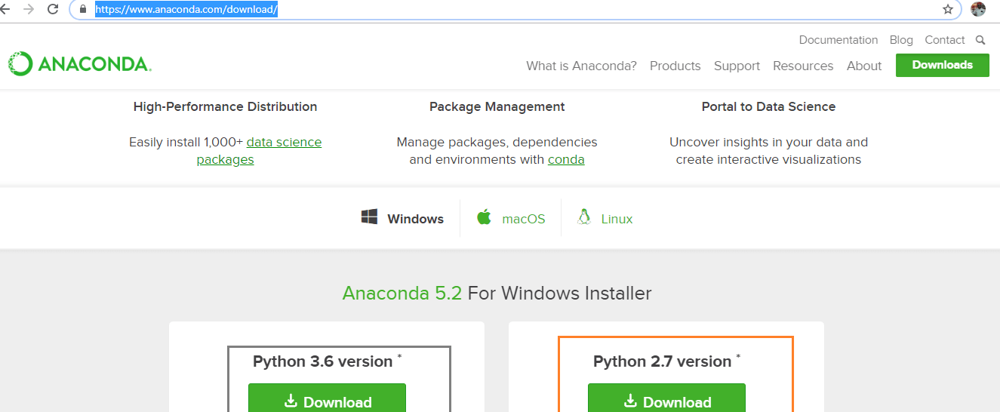 https://www.anaconda.com/download/
Documentation Blog Contact
ANACONDA.
What is Anaconda? Products Support Resources About Downloads
High-Performance Distribution
Easily install 1,000+ data science
packages
Package Management
Manage packages, dependencies
and environments with conda
Portal to Data Science
Uncover insights in your data and
create interactive visualizations
Windows macOS Linux
Anaconda 5.2 For Windows Installer
Python 3.6 version *
Download
Python 2.7 version *
Download